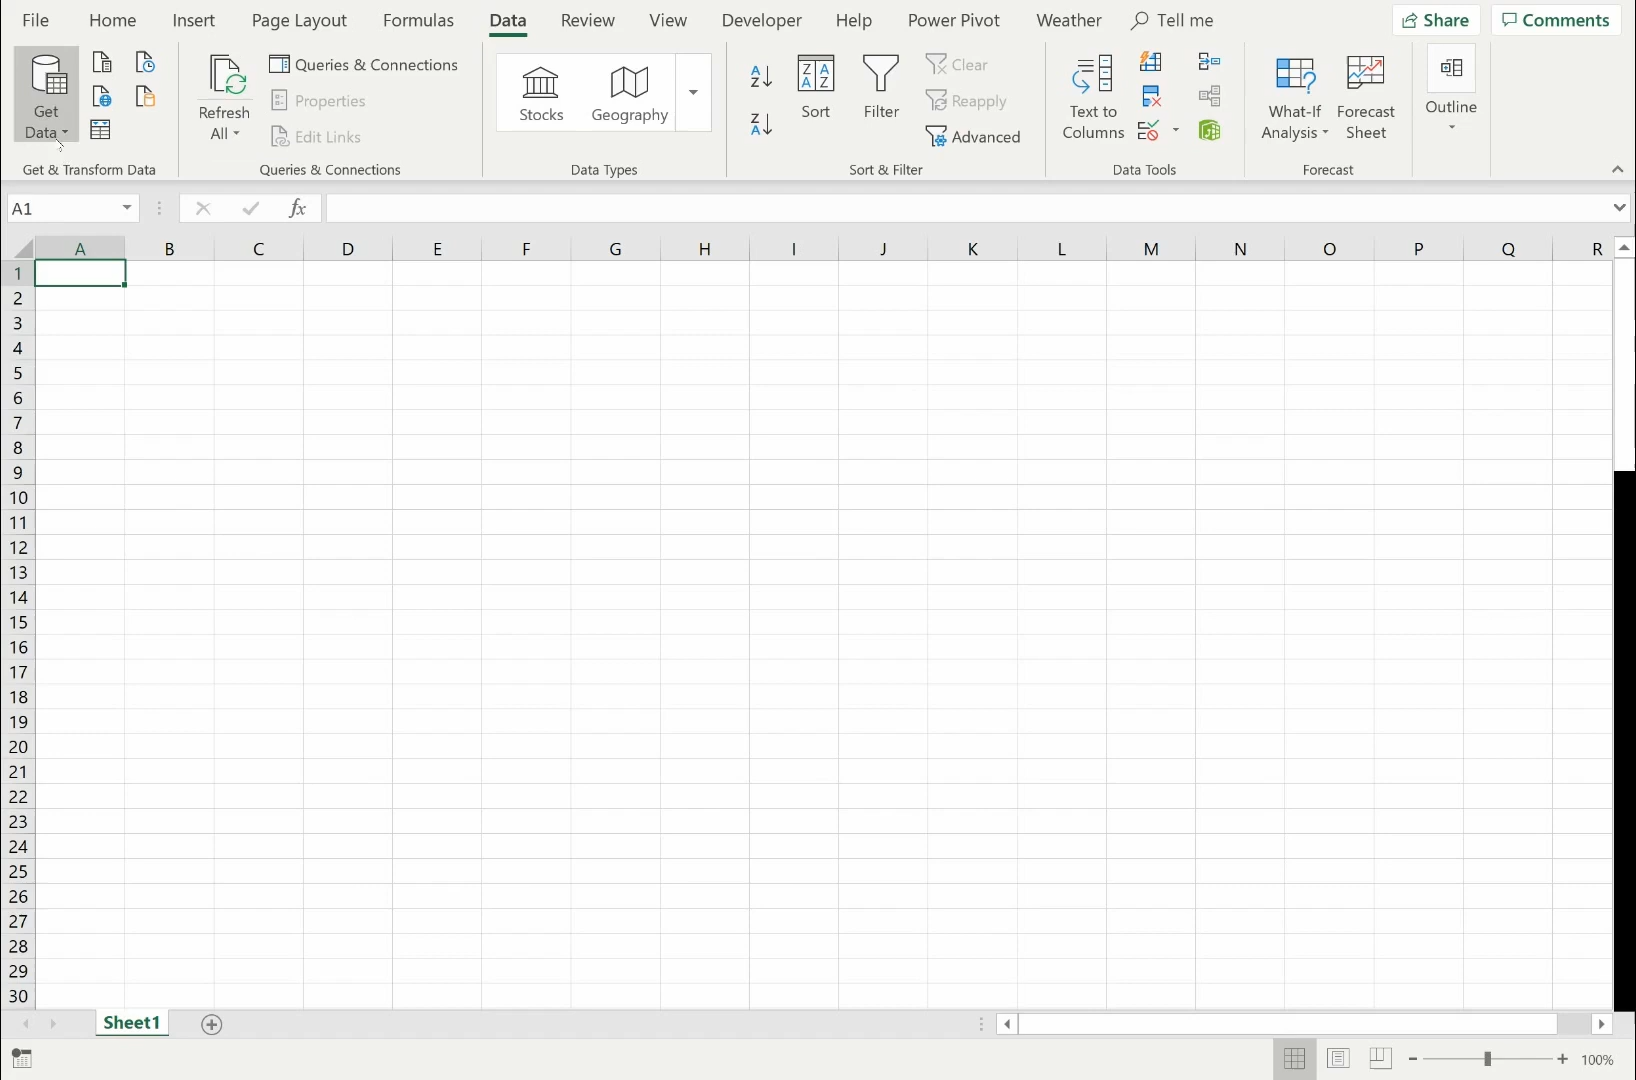 File Home Insert Page Layout Formulas Data Review View Developer Help Power Pivot Weather Tell me Share Comments
Get Data
Refresh All
Queries & Connections
Properties
Edit Links
Stocks
Geography
A Z
Z A
Z A A Z
Sort
Filter
Clear
Reapply
Advanced
Text to Columns
What-If Analysis
Forecast Sheet
Outline
Get & Transform Data Queries & Connections Data Types Sort & Filter Data Tools Forecast
A1 fx
A B C D E F G H I J K L M N O P Q R
1
2
3
4
5
6
7
8
9
10
11
12
13
14
15
16
17
18
19
20
21
22
23
24
25
26
27
28
29
30
Sheet1
100%